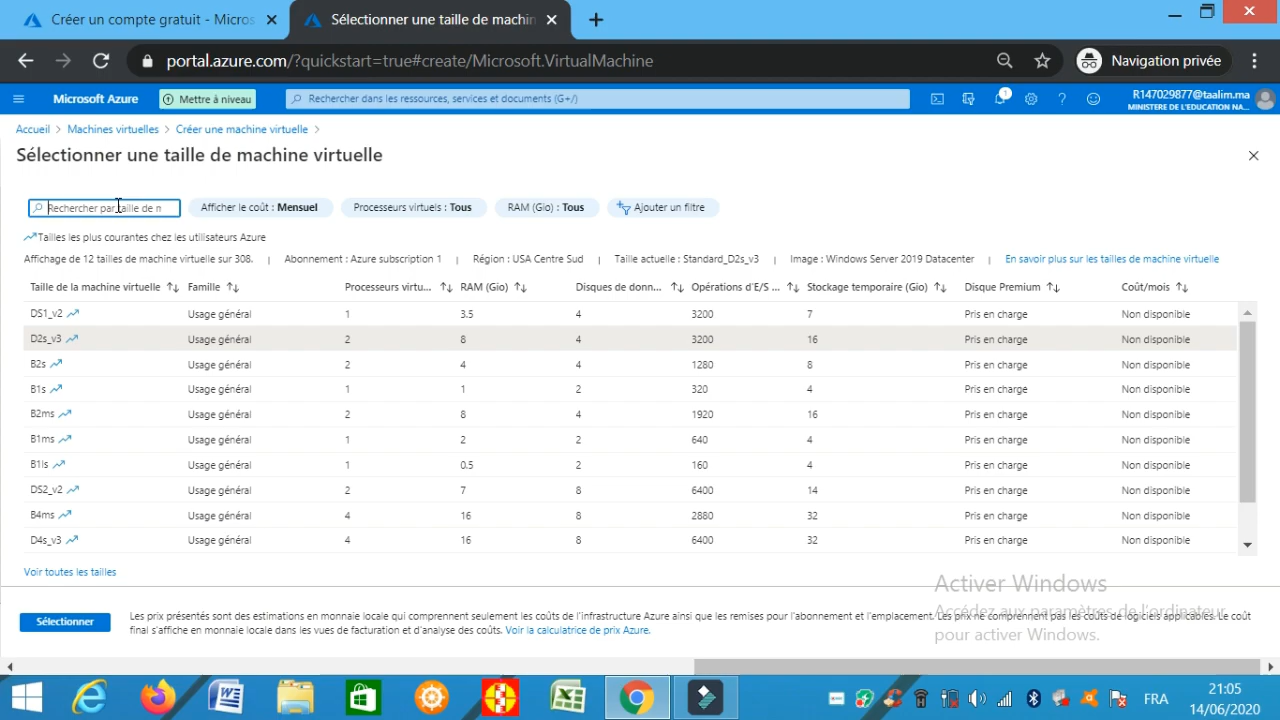 Créer un compte gratuit - Micros
Sélectionner une taille de machin
portal.azure.com/?quickstart=true#create/Microsoft.VirtualMachine
Navigation privée
Microsoft Azure
Mettre à niveau
Rechercher dans les ressources, services et documents (G+/)
1
R147029877@taalim.ma
MINISTERE DE L'EDUCATION NA...
Accueil > Machines virtuelles > Créer une machine virtuelle >
Sélectionner une taille de machine virtuelle
Rechercher par taille de m
Afficher le coût : Mensuel
Processeurs virtuels : Tous
RAM (Gio) : Tous
Ajouter un filtre
Tailles les plus courantes chez les utilisateurs Azure
Affichage de 12 tailles de machine virtuelle sur 308. | Abonnement : Azure subscription 1 | Région : USA Centre Sud | Taille actuelle : Standard_D2s_v3 | Image : Windows Server 2019 Datacenter | En savoir plus sur les tailles de machine virtuelle
Taille de la machine virtuelle Famille Processeurs virtu... RAM (Gio) Disques de donn... Opérations d'E/S ... Stockage temporaire (Gio) Disque Premium Coût/mois
DS1_v2 Usage général 1 3.5 4 3200 7 Pris en charge Non disponible
D2s_v3 Usage général 2 8 4 3200 16 Pris en charge Non disponible
B2s Usage général 2 4 4 1280 8 Pris en charge Non disponible
B1s Usage général 1 1 2 320 4 Pris en charge Non disponible
B2ms Usage général 2 8 4 1920 16 Pris en charge Non disponible
B1ms Usage général 1 2 2 640 4 Pris en charge Non disponible
B1ls Usage général 1 0.5 2 160 4 Pris en charge Non disponible
DS2_v2 Usage général 2 7 8 6400 14 Pris en charge Non disponible
B4ms Usage général 4 16 8 2880 32 Pris en charge Non disponible
D4s_v3 Usage général 4 16 8 6400 32 Pris en charge Non disponible
Voir toutes les tailles
Activer Windows
Accédez aux paramètres de l'ordinateur
pour activer Windows.
Sélectionner
Les prix présentés sont des estimations en monnaie locale qui comprennent seulement les coûts de l'infrastructure Azure ainsi que les remises pour l'abonnement et l'emplacement. Les prix ne comprennent pas les coûts de logiciels applicables. Le coût
final s'affiche en monnaie locale dans les vues de facturation et d'analyse des coûts. Voir la calculatrice de prix Azure.
FRA
21:05
14/06/2020